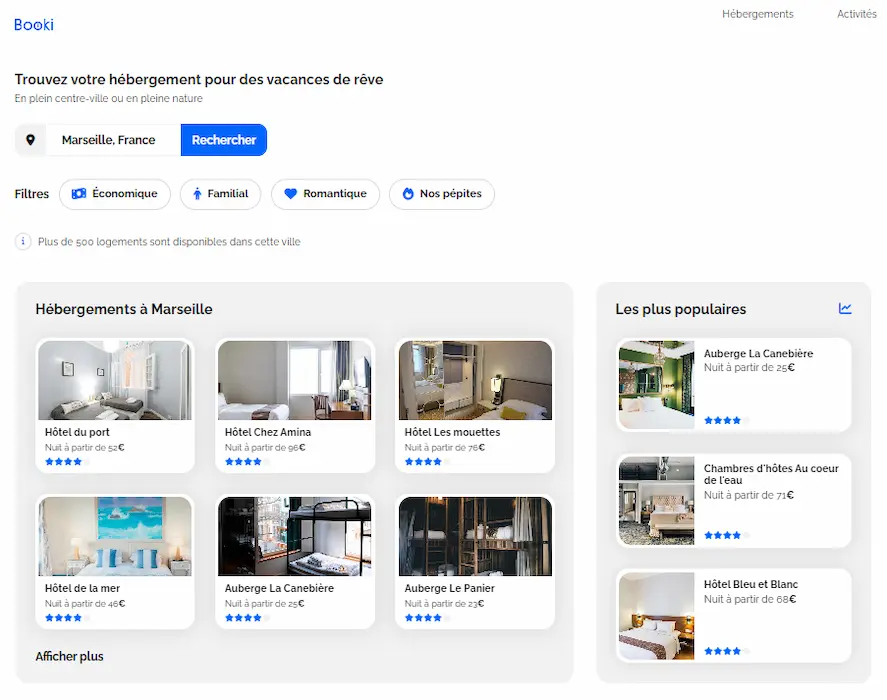 Booki
Hébergements
Activités
Trouvez votre hébergement pour des vacances de rêve
En plein centre-ville ou en pleine nature
Marseille, France
Rechercher
Filtres
Économique
Familial
Romantique
Nos pépites
i Plus de 500 logements sont disponibles dans cette ville
Hébergements à Marseille
Hôtel du port
Nuit à partir de 52€
Hôtel Chez Amina
Nuit à partir de 96€
Hôtel Les mouettes
Nuit à partir de 76€
Hôtel de la mer
Nuit à partir de 46€
Auberge La Canebière
Nuit à partir de 25€
Auberge Le Panier
Nuit à partir de 23€
Afficher plus
Les plus populaires
Auberge La Canebière
Nuit à partir de 25€
Chambres d'hôtes Au coeur
de l'eau
Nuit à partir de 71€
Hôtel Bleu et Blanc
Nuit à partir de 68€